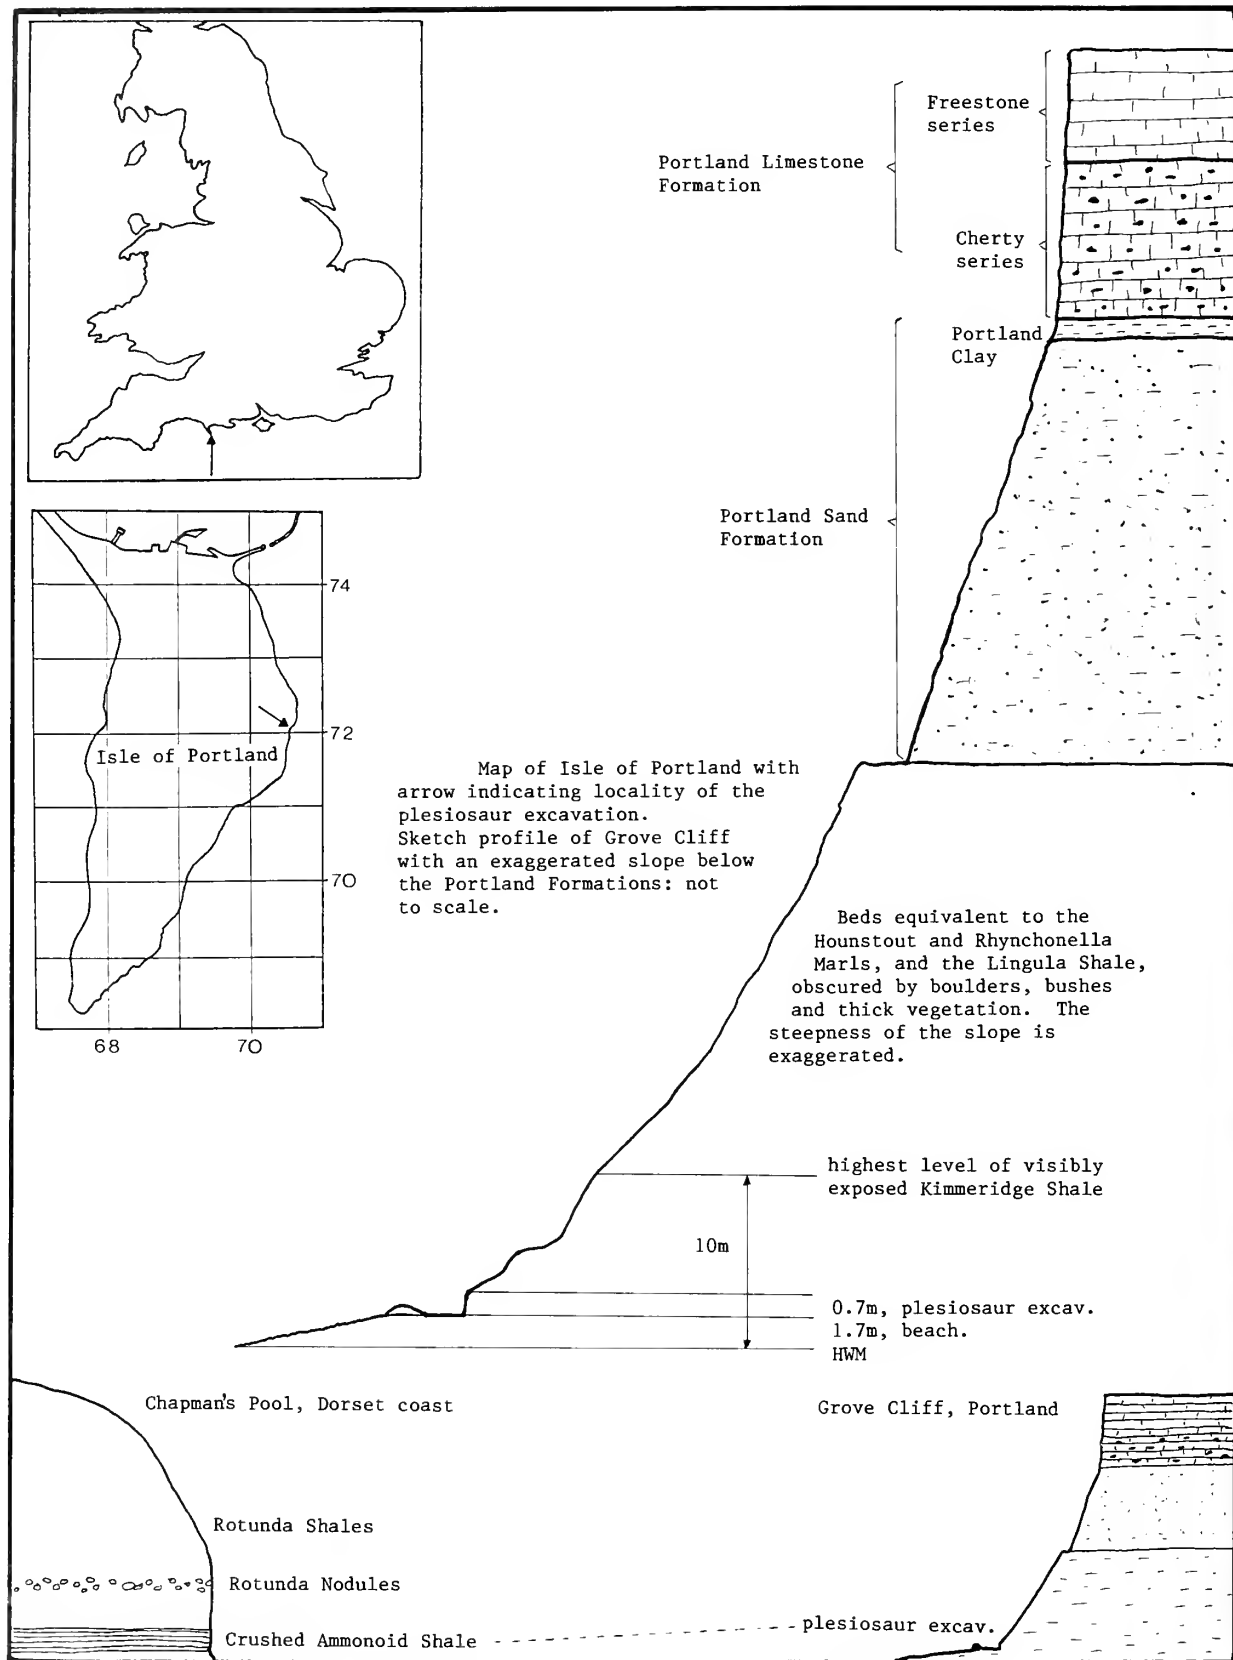 Freestone
series
Portland Limestone
Formation
Cherty
series
Portland
Clay
Portland Sand
Formation
74
72
Isle of Portland
70
68
70
Map of Isle of Portland with
arrow indicating locality of the
plesiosaur excavation.
Sketch profile of Grove Cliff
with an exaggerated slope below
the Portland Formations: not
to scale.
Beds equivalent to the
Hounstout and Rhynchonella
Marls, and the Lingula Shale,
obscured by boulders, bushes
and thick vegetation. The
steepness of the slope is
exaggerated.
highest level of visibly
exposed Kimmeridge Shale
10m
0.7m, plesiosaur excav.
1.7m, beach.
HWM
Chapman's Pool, Dorset coast
Grove Cliff, Portland
Rotunda Shales
Rotunda Nodules
Crushed Ammonoid Shale
plesiosaur excav.